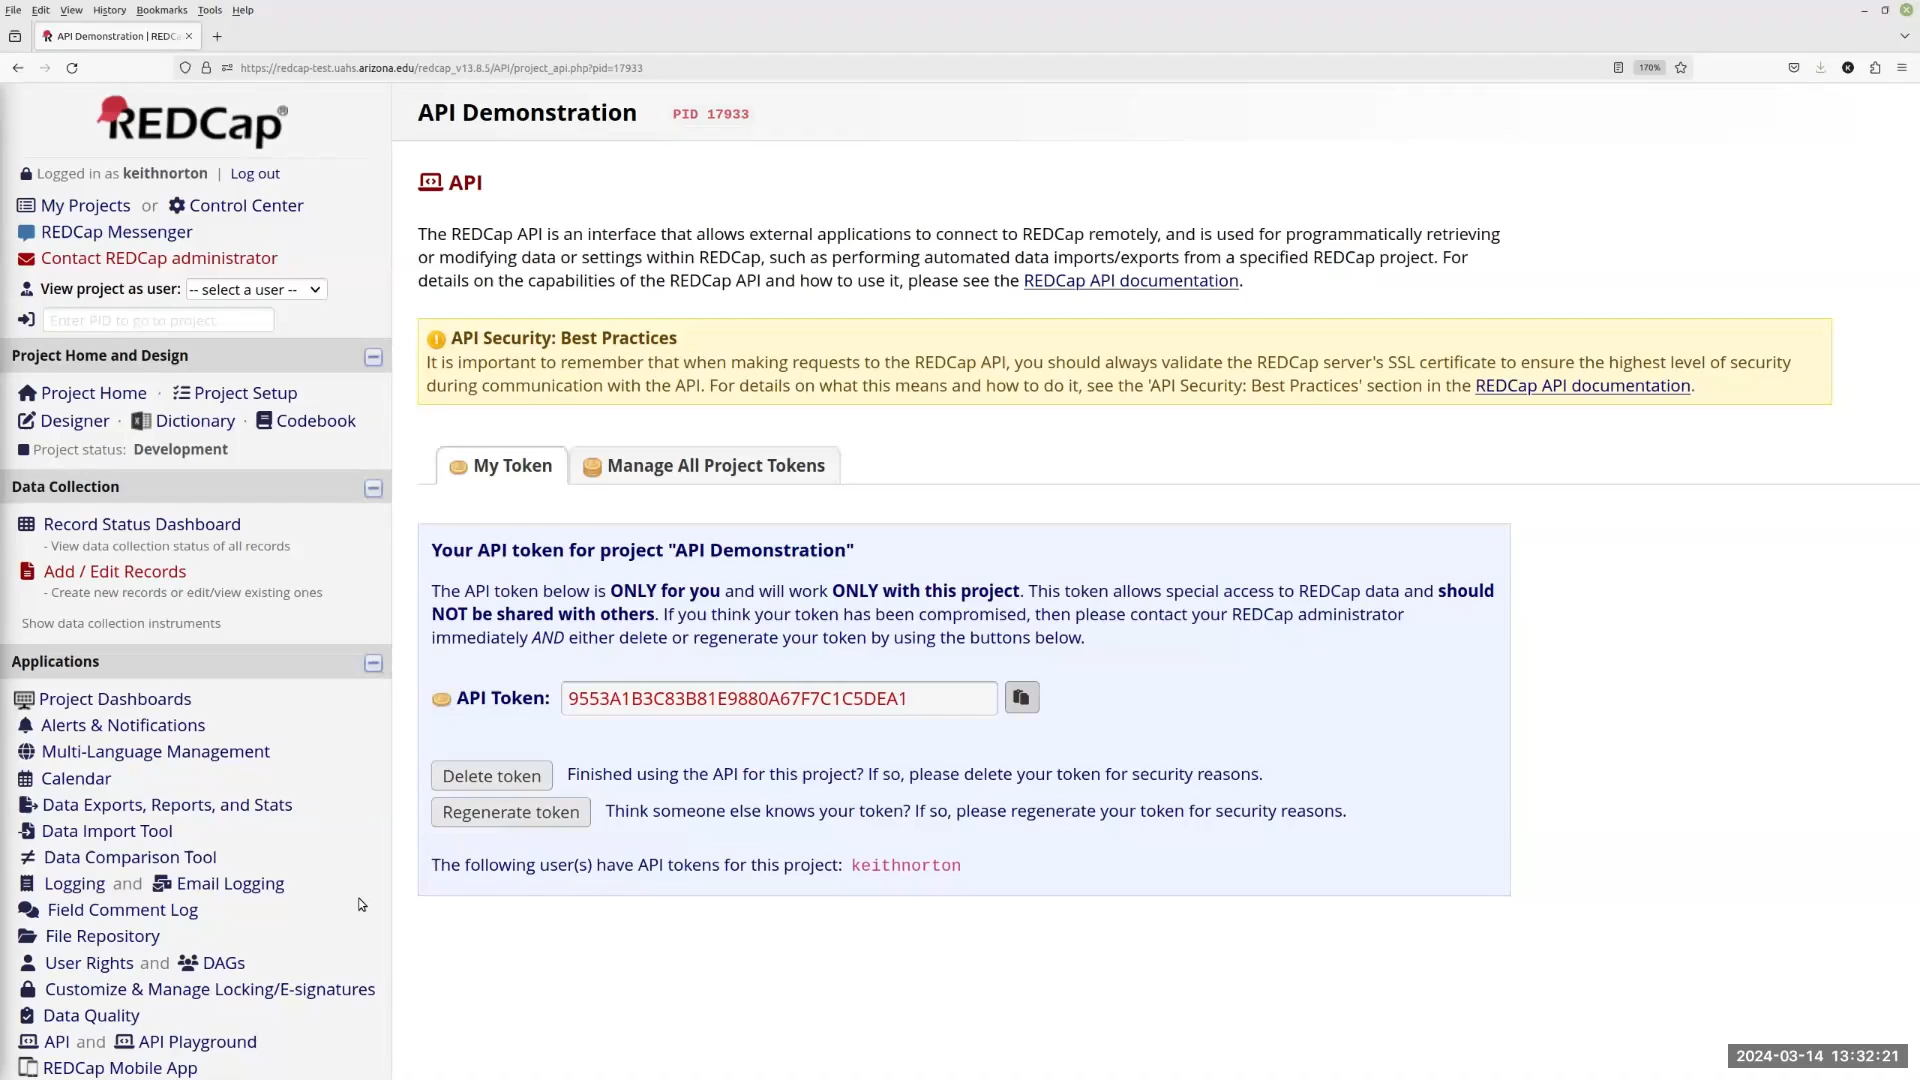 File Edit View History Bookmarks Tools Help
API Demonstration | REDCa
https://redcap-test.uahs.arizona.edu/redcap_v13.8.5/API/project_api.php?pid=17933
170%
K
REDCap®
Logged in as keithnorton | Log out
My Projects or Control Center
REDCap Messenger
Contact REDCap administrator
View project as user: -- select a user --
Enter PID to go to project
Project Home and Design
Project Home · Project Setup
Designer · Dictionary · Codebook
Project status: Development
Data Collection
Record Status Dashboard
- View data collection status of all records
Add / Edit Records
- Create new records or edit/view existing ones
Show data collection instruments
Applications
Project Dashboards
Alerts & Notifications
Multi-Language Management
Calendar
Data Exports, Reports, and Stats
Data Import Tool
Data Comparison Tool
Logging and Email Logging
Field Comment Log
File Repository
User Rights and DAGs
Customize & Manage Locking/E-signatures
Data Quality
API and API Playground
REDCap Mobile App
API Demonstration PID 17933
API
The REDCap API is an interface that allows external applications to connect to REDCap remotely, and is used for programmatically retrieving
or modifying data or settings within REDCap, such as performing automated data imports/exports from a specified REDCap project. For
details on the capabilities of the REDCap API and how to use it, please see the REDCap API documentation.
API Security: Best Practices
It is important to remember that when making requests to the REDCap API, you should always validate the REDCap server's SSL certificate to ensure the highest level of security
during communication with the API. For details on what this means and how to do it, see the 'API Security: Best Practices' section in the REDCap API documentation.
My Token
Manage All Project Tokens
Your API token for project "API Demonstration"
The API token below is ONLY for you and will work ONLY with this project. This token allows special access to REDCap data and should
NOT be shared with others. If you think your token has been compromised, then please contact your REDCap administrator
immediately AND either delete or regenerate your token by using the buttons below.
API Token: 9553A1B3C83B81E9880A67F7C1C5DEA1
Delete token Finished using the API for this project? If so, please delete your token for security reasons.
Regenerate token Think someone else knows your token? If so, please regenerate your token for security reasons.
The following user(s) have API tokens for this project: keithnorton
2024-03-14 13:32:21